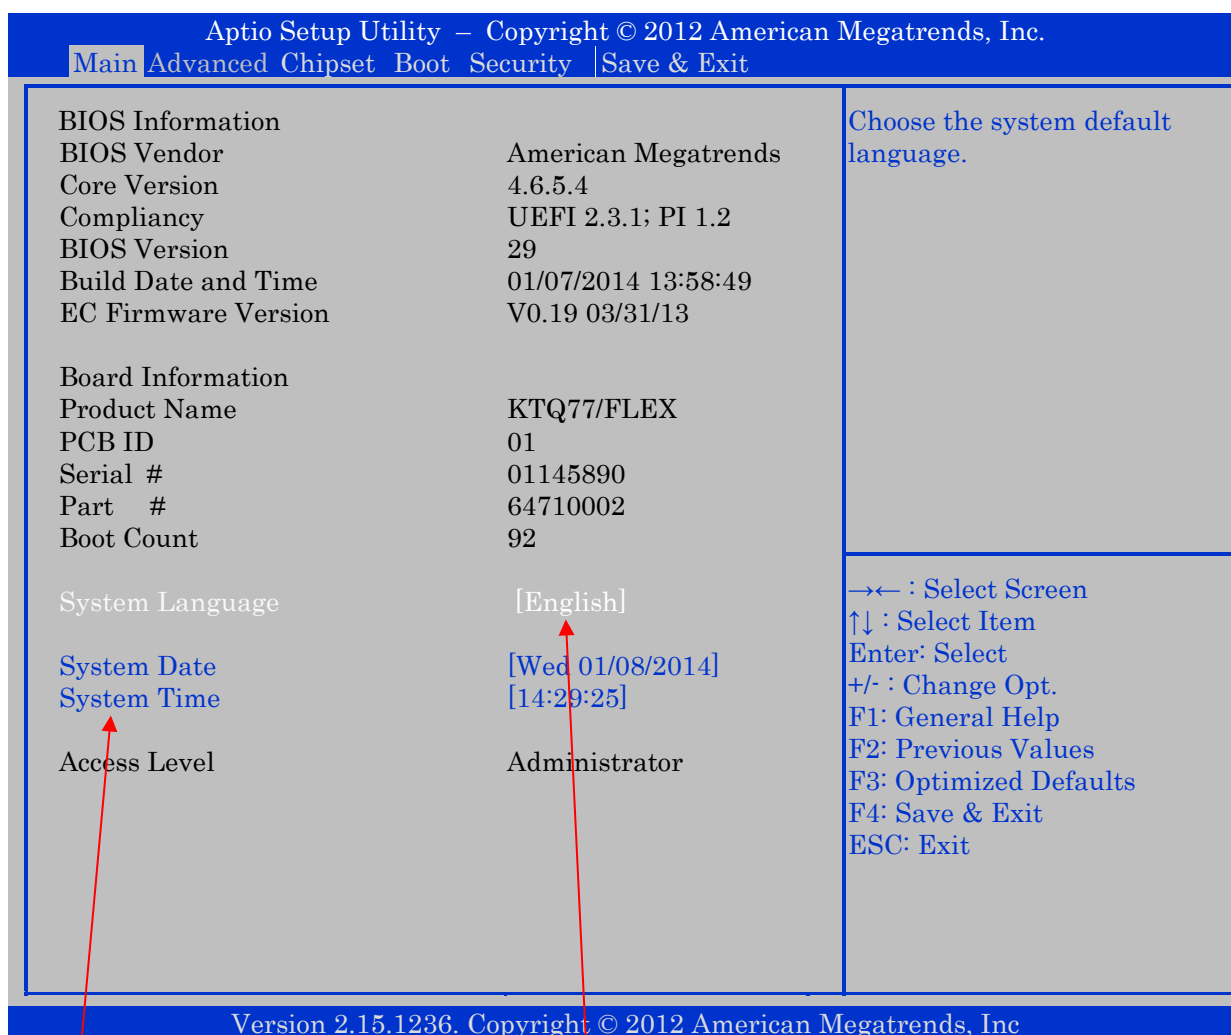 Aptio Setup Utility – Copyright © 2012 American Megatrends, Inc.
Main Advanced Chipset Boot Security Save & Exit
BIOS Information
BIOS Vendor American Megatrends
Core Version 4.6.5.4
Compliancy UEFI 2.3.1; PI 1.2
BIOS Version 29
Build Date and Time 01/07/2014 13:58:49
EC Firmware Version V0.19 03/31/13
Board Information
Product Name KTQ77/FLEX
PCB ID 01
Serial # 01145890
Part # 64710002
Boot Count 92
System Language [English]
System Date [Wed 01/08/2014]
System Time [14:29:25]
Access Level Administrator
Choose the system default
language.
→← : Select Screen
↑↓ : Select Item
Enter: Select
+/- : Change Opt.
F1: General Help
F2: Previous Values
F3: Optimized Defaults
F4: Save & Exit
ESC: Exit
Version 2.15.1236. Copyright © 2012 American Megatrends, Inc